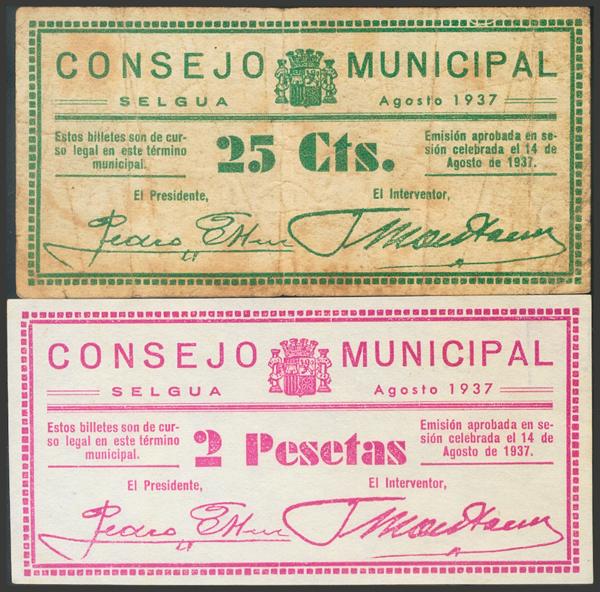 CONSEJO MUNICIPAL
SELGUA Agosto 1937
Estos billetes son de cur-
so legal en este término
municipal.
25 Cts.
Emisión aprobada en se-
sión celebrada el 14 de
Agosto de 1937.
El Presidente, El Interventor,
Pedro
CONSEJO MUNICIPAL
SELGUA Agosto 1937
Estos billetes son de cur-
so legal en este término
municipal.
2 Pesetas
Emisión aprobada en se-
sión celebrada el 14 de
Agosto de 1937.
El Presidente, El Interventor,
Pedro